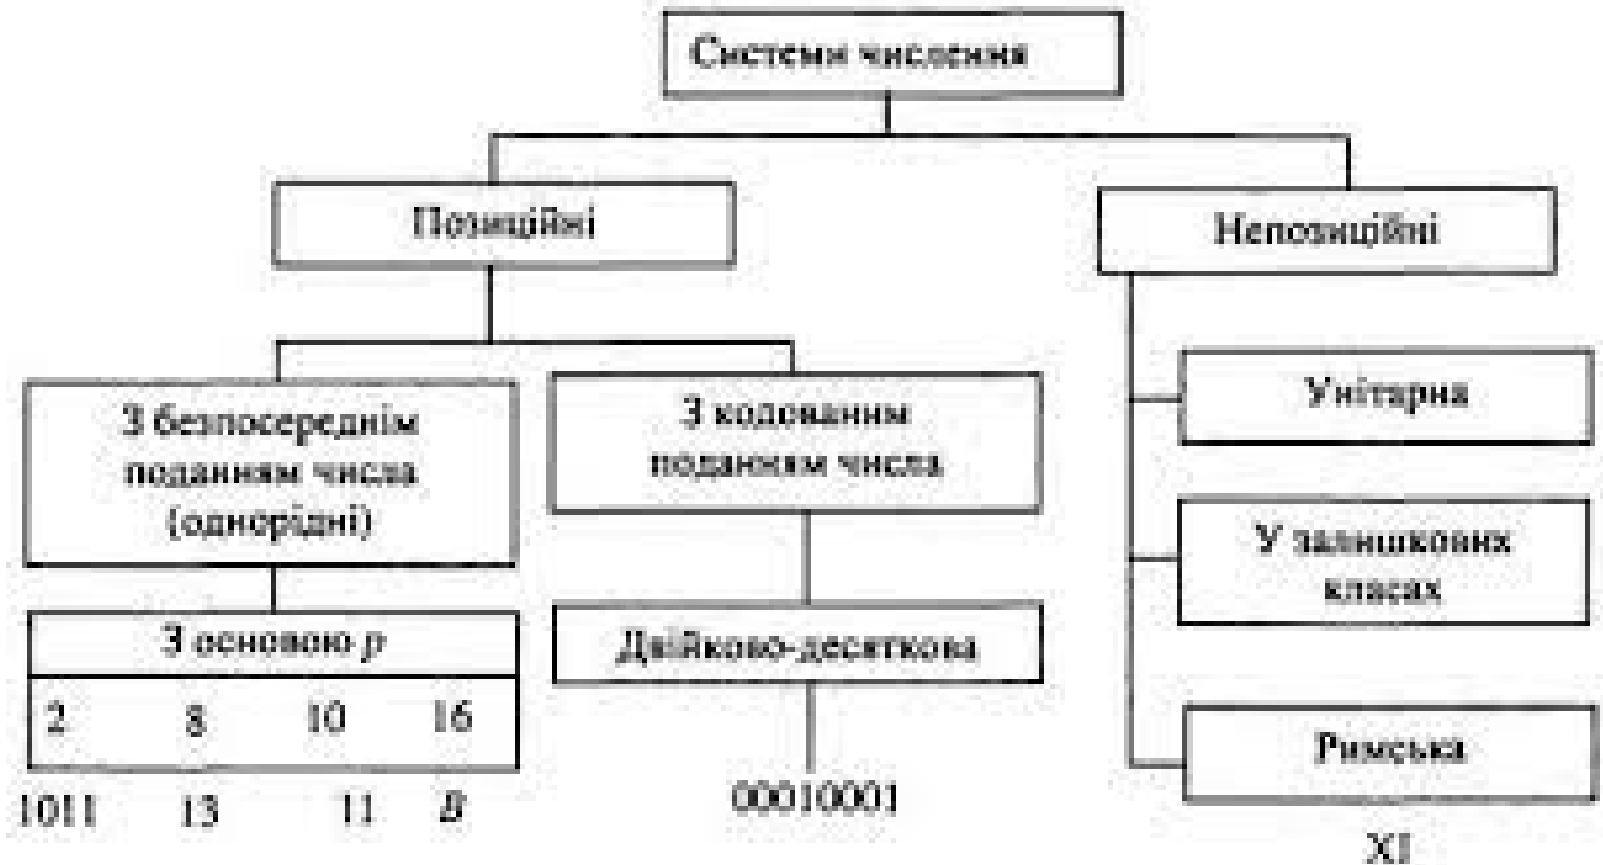 Системи числення
Позиційні
Непозиційні
З безпосереднім
поданням числа
(однорідні)
З кодованим
поданням числа
Унітарна
У залишкових
класах
З основою p
2 8 10 16
1011 13 11 B
Двійково-десяткова
00010001
Римська
XI